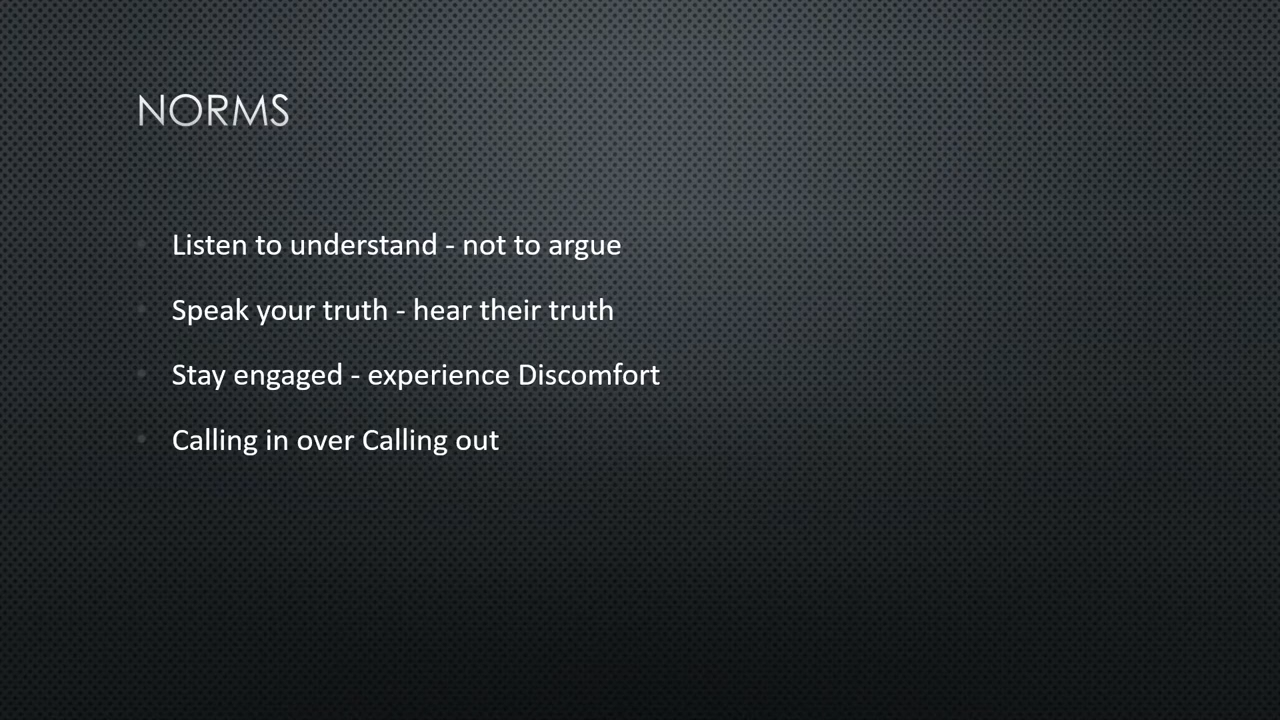 NORMS
Listen to understand - not to argue
Speak your truth - hear their truth
Stay engaged - experience Discomfort
Calling in over Calling out